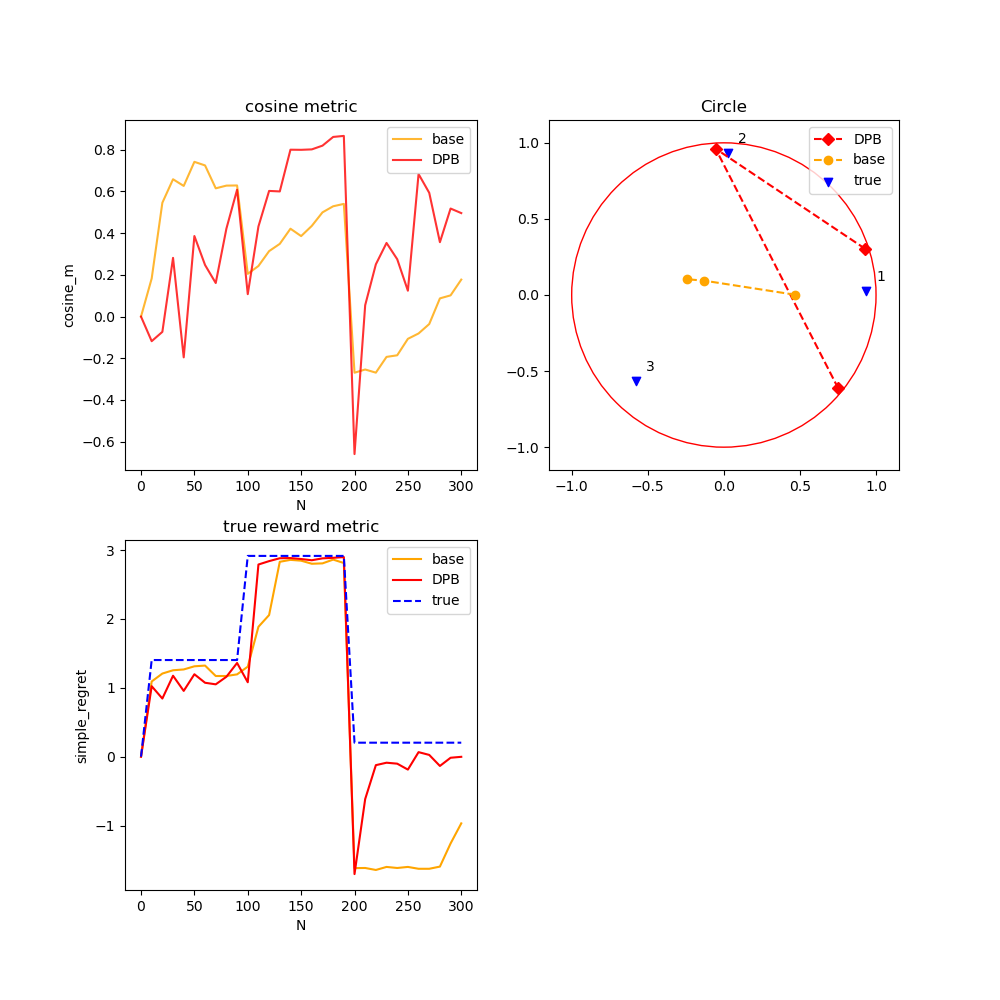 cosine metric
base
DPB
0.8
0.6
0.4
0.2
0.0
−0.2
−0.4
−0.6
cosine_m
0 50 100 150 200 250 300
N
Circle
DPB
base
true
2
1
3
1.0
0.5
0.0
−0.5
−1.0
−1.0 −0.5 0.0 0.5 1.0
true reward metric
base
DPB
true
3
2
1
0
−1
simple_regret
0 50 100 150 200 250 300
N